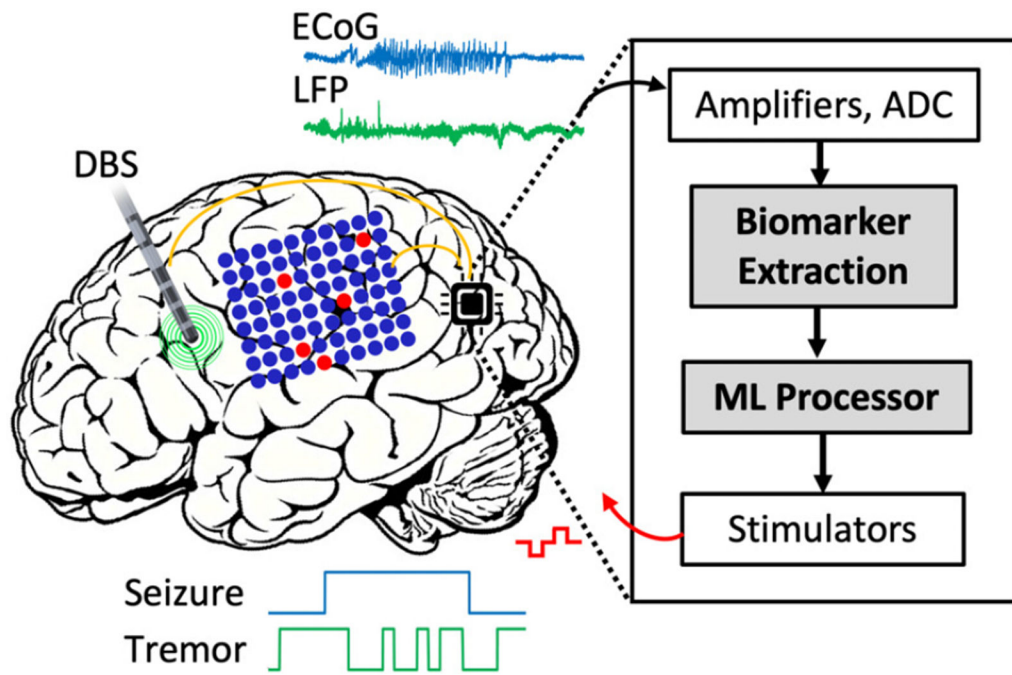 ECoG
LFP
DBS
Amplifiers, ADC
Biomarker
Extraction
ML Processor
Stimulators
Seizure
Tremor